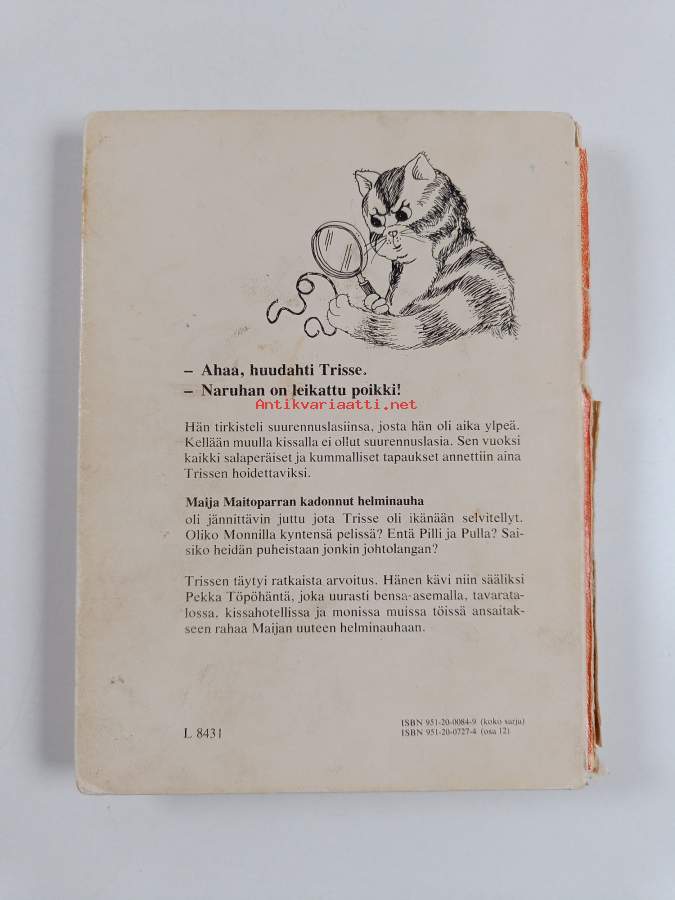 – Ahaa, huudahti Trisse.
– Naruhan on leikattu poikki!
Antikvariaatti.net
Hän tirkisteli suurennuslasiinsa, josta hän oli aika ylpeä.
Kellään muulla kissalla ei ollut suurennuslasia. Sen vuoksi
kaikki salaperäiset ja kummalliset tapaukset annettiin aina
Trissen hoidettaviksi.
Maija Maitoparran kadonnut helminauha
oli jännittävin juttu jota Trisse oli ikänään selvitellyt.
Oliko Monnilla kyntensä pelissä? Entä Pilli ja Pulla? Sai-
siko heidän puheistaan jonkin johtolangan?
Trissen täytyi ratkaista arvoitus. Hänen kävi niin sääliksi
Pekka Töpöhäntä, joka uurasti bensa-asemalla, tavarata-
lossa, kissahotellissa ja monissa muissa töissä ansaitak-
seen rahaa Maijan uuteen helminauhaan.
L 8431
ISBN 951-20-0084-9 (koko sarja)
ISBN 951-20-0727-4 (osa 12)